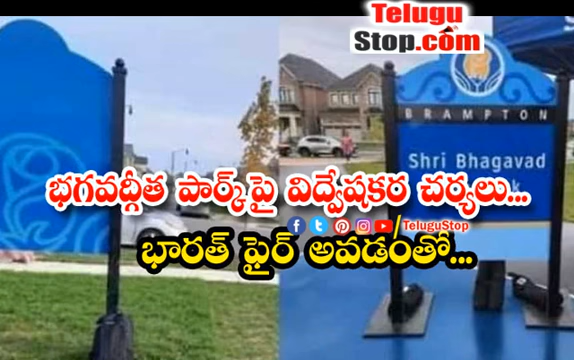 Telugu
Stop.com
BRAMPTON
Shri Bhagavad
భగవద్గీత పార్క్‌పై విద్వేషకర చర్యలు...
/TeluguStop
భారత్ ఫైర్ అవడంతో...